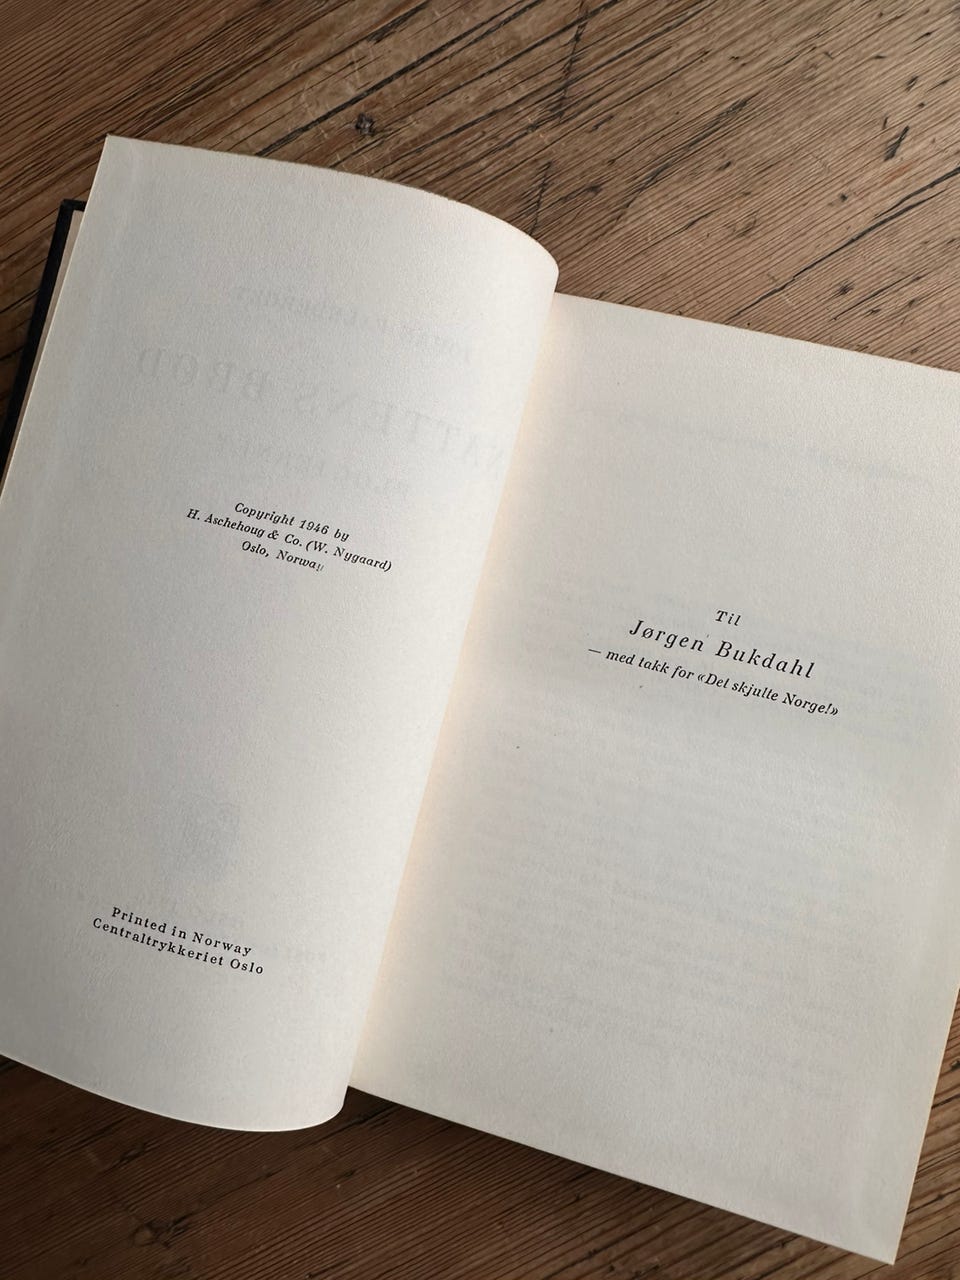 Copyright 1946 by
H. Aschehoug & Co. (W. Nygaard)
Oslo, Norway
Printed in Norway
Centraltrykkeriet Oslo
Til
Jørgen Bukdahl
— med takk for «Det skjulte Norge!»